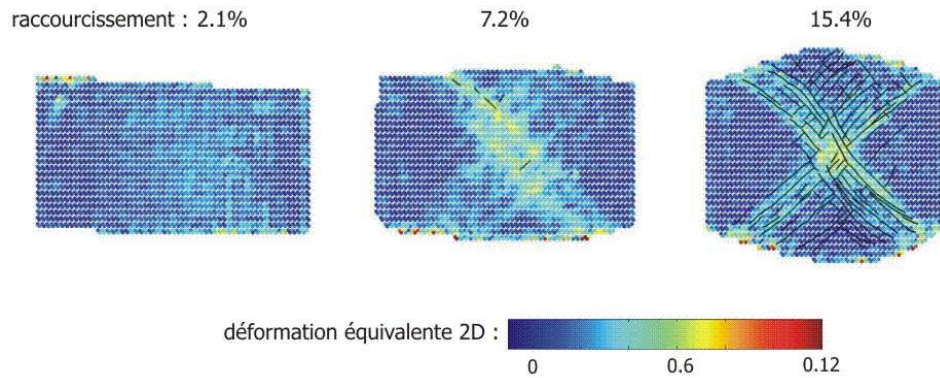 raccourcissement : 2.1% 7.2% 15.4%
déformation équivalente 2D :
0 0.6 0.12